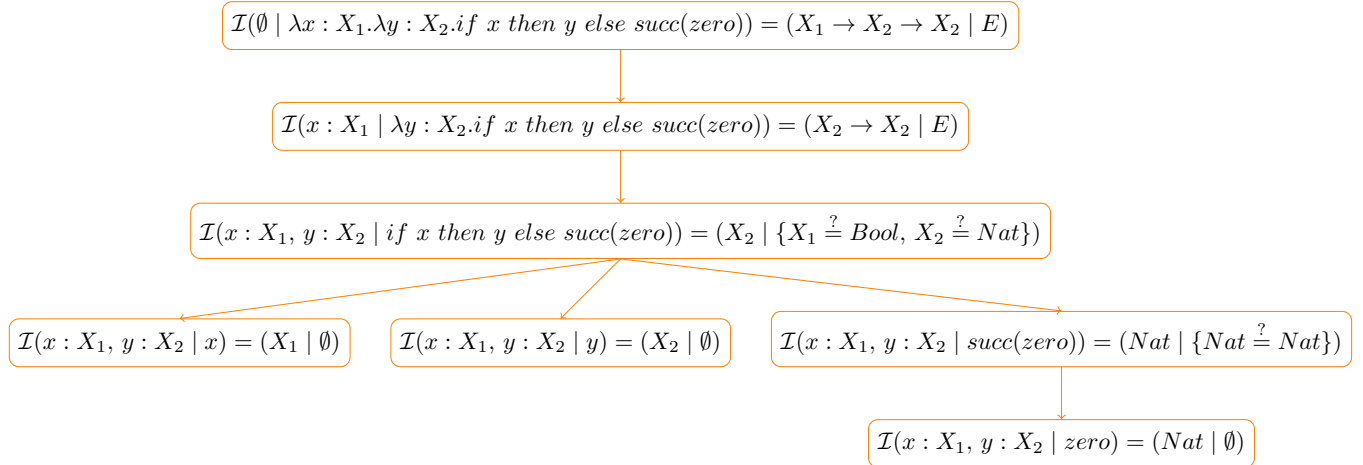 𝓘(∅ | λx : X₁.λy : X₂.if x then y else succ(zero)) = (X₁ → X₂ → X₂ | E)
𝓘(x : X₁ | λy : X₂.if x then y else succ(zero)) = (X₂ → X₂ | E)
𝓘(x : X₁, y : X₂ | if x then y else succ(zero)) = (X₂ | {X₁ ≟ Bool, X₂ ≟ Nat})
𝓘(x : X₁, y : X₂ | x) = (X₁ | ∅)
𝓘(x : X₁, y : X₂ | y) = (X₂ | ∅)
𝓘(x : X₁, y : X₂ | succ(zero)) = (Nat | {Nat ≟ Nat})
𝓘(x : X₁, y : X₂ | zero) = (Nat | ∅)